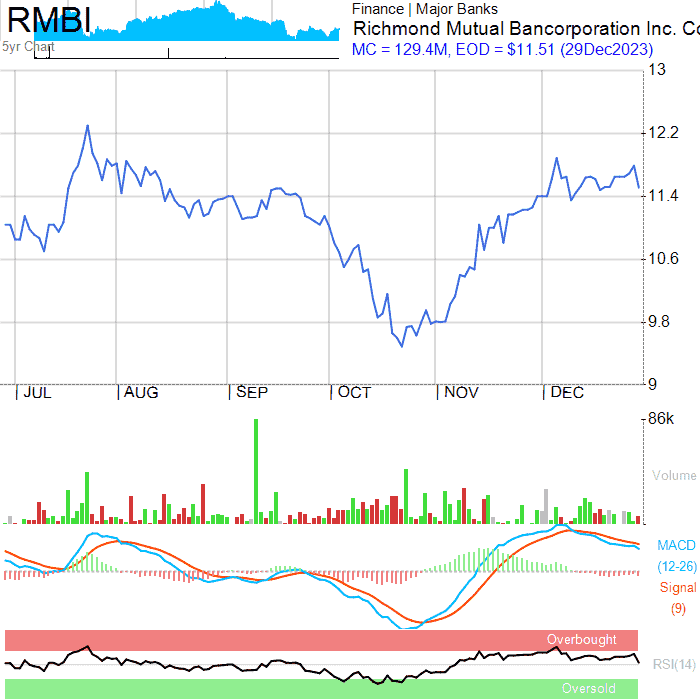 RMBI
5yr Chart
Finance | Major Banks
Richmond Mutual Bancorporation Inc. Co
MC = 129.4M, EOD = $11.51 (29Dec2023)
13
12.2
11.4
10.6
9.8
9
JUL AUG SEP OCT NOV DEC
86k
Volume
MACD
(12-26)
Signal
(9)
Overbought
RSI(14)
Oversold